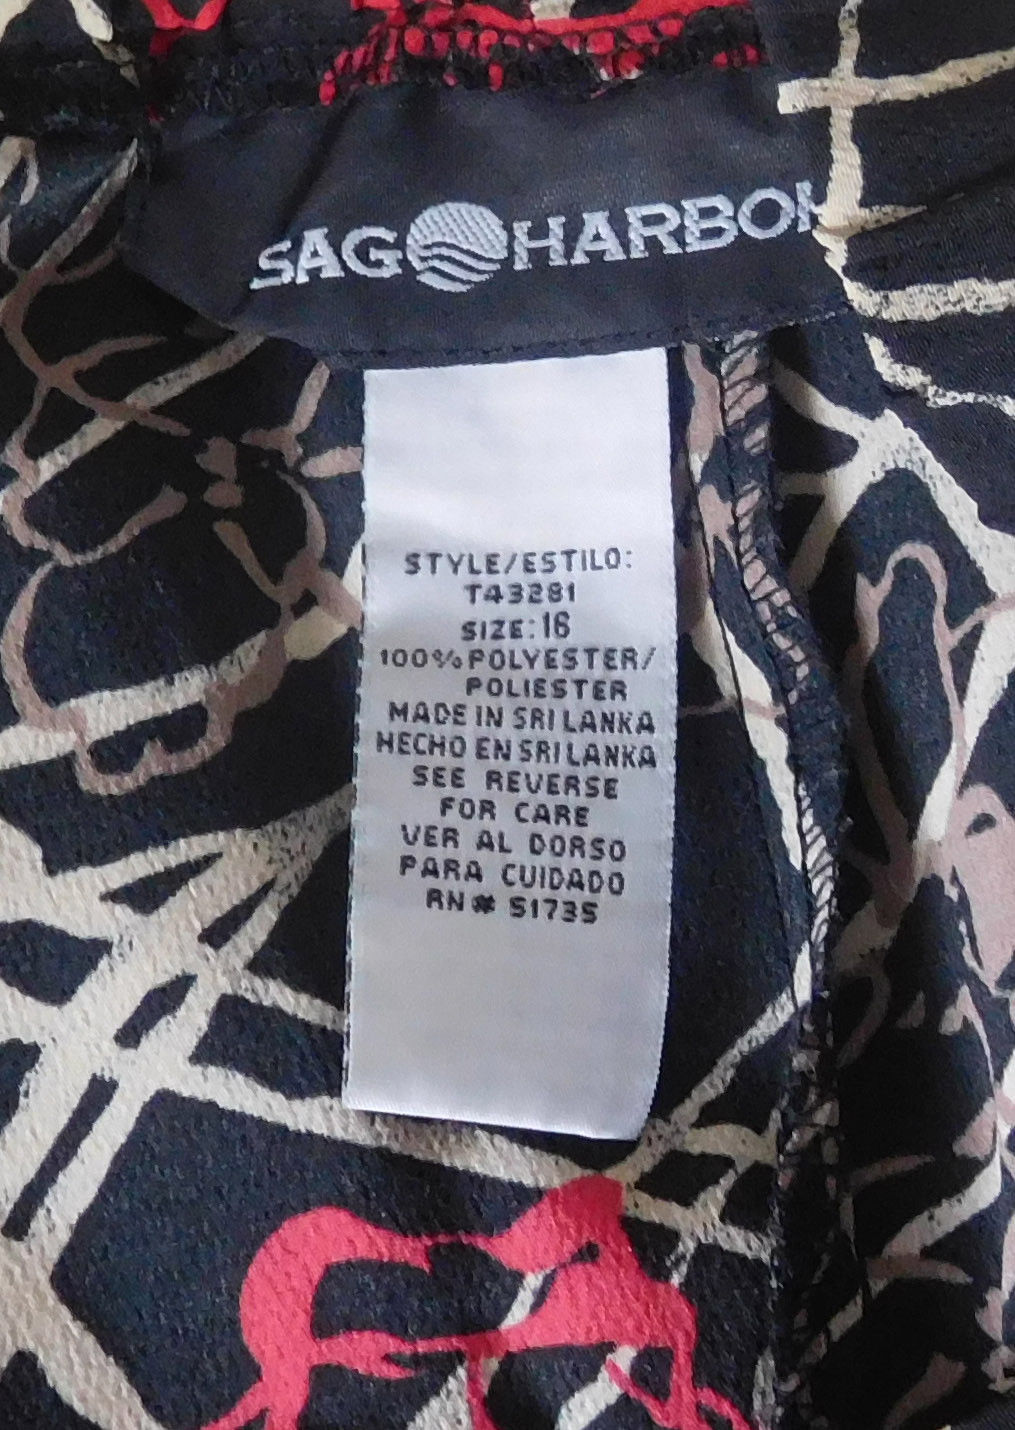 SAG HARBOR
STYLE/ESTILO:
T43281
SIZE:16
100%POLYESTER/
POLIESTER
MADE IN SRI LANKA
HECHO EN SRI LANKA
SEE REVERSE
FOR CARE
VER AL DORSO
PARA CUIDADO
RN# 51735